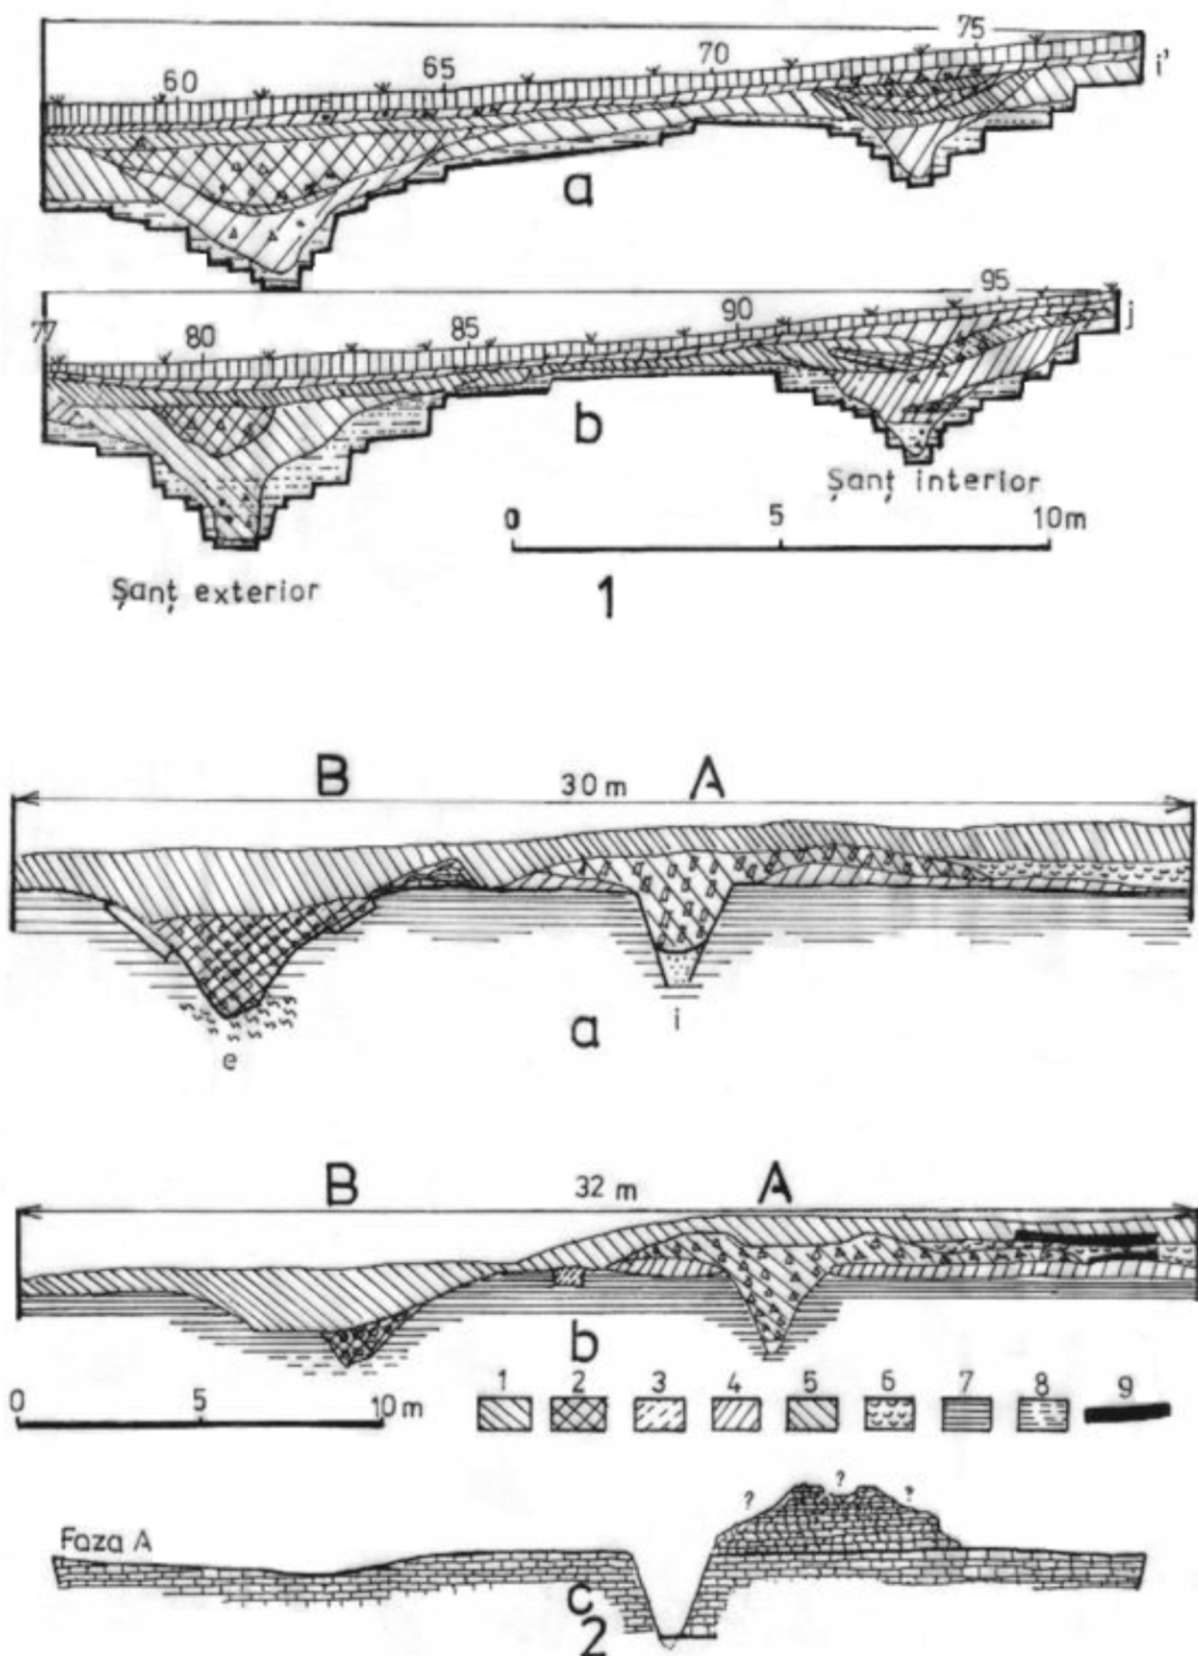 60 65 70 75
i'
a
77 80 85 90 95
j
b
Șanț interior
0 5 10m
Șanț exterior
1
B 30 m A
e a i
B 32 m A
b
0 5 10m
1 2 3 4 5 6 7 8 9
? ? ?
Faza A
c
2